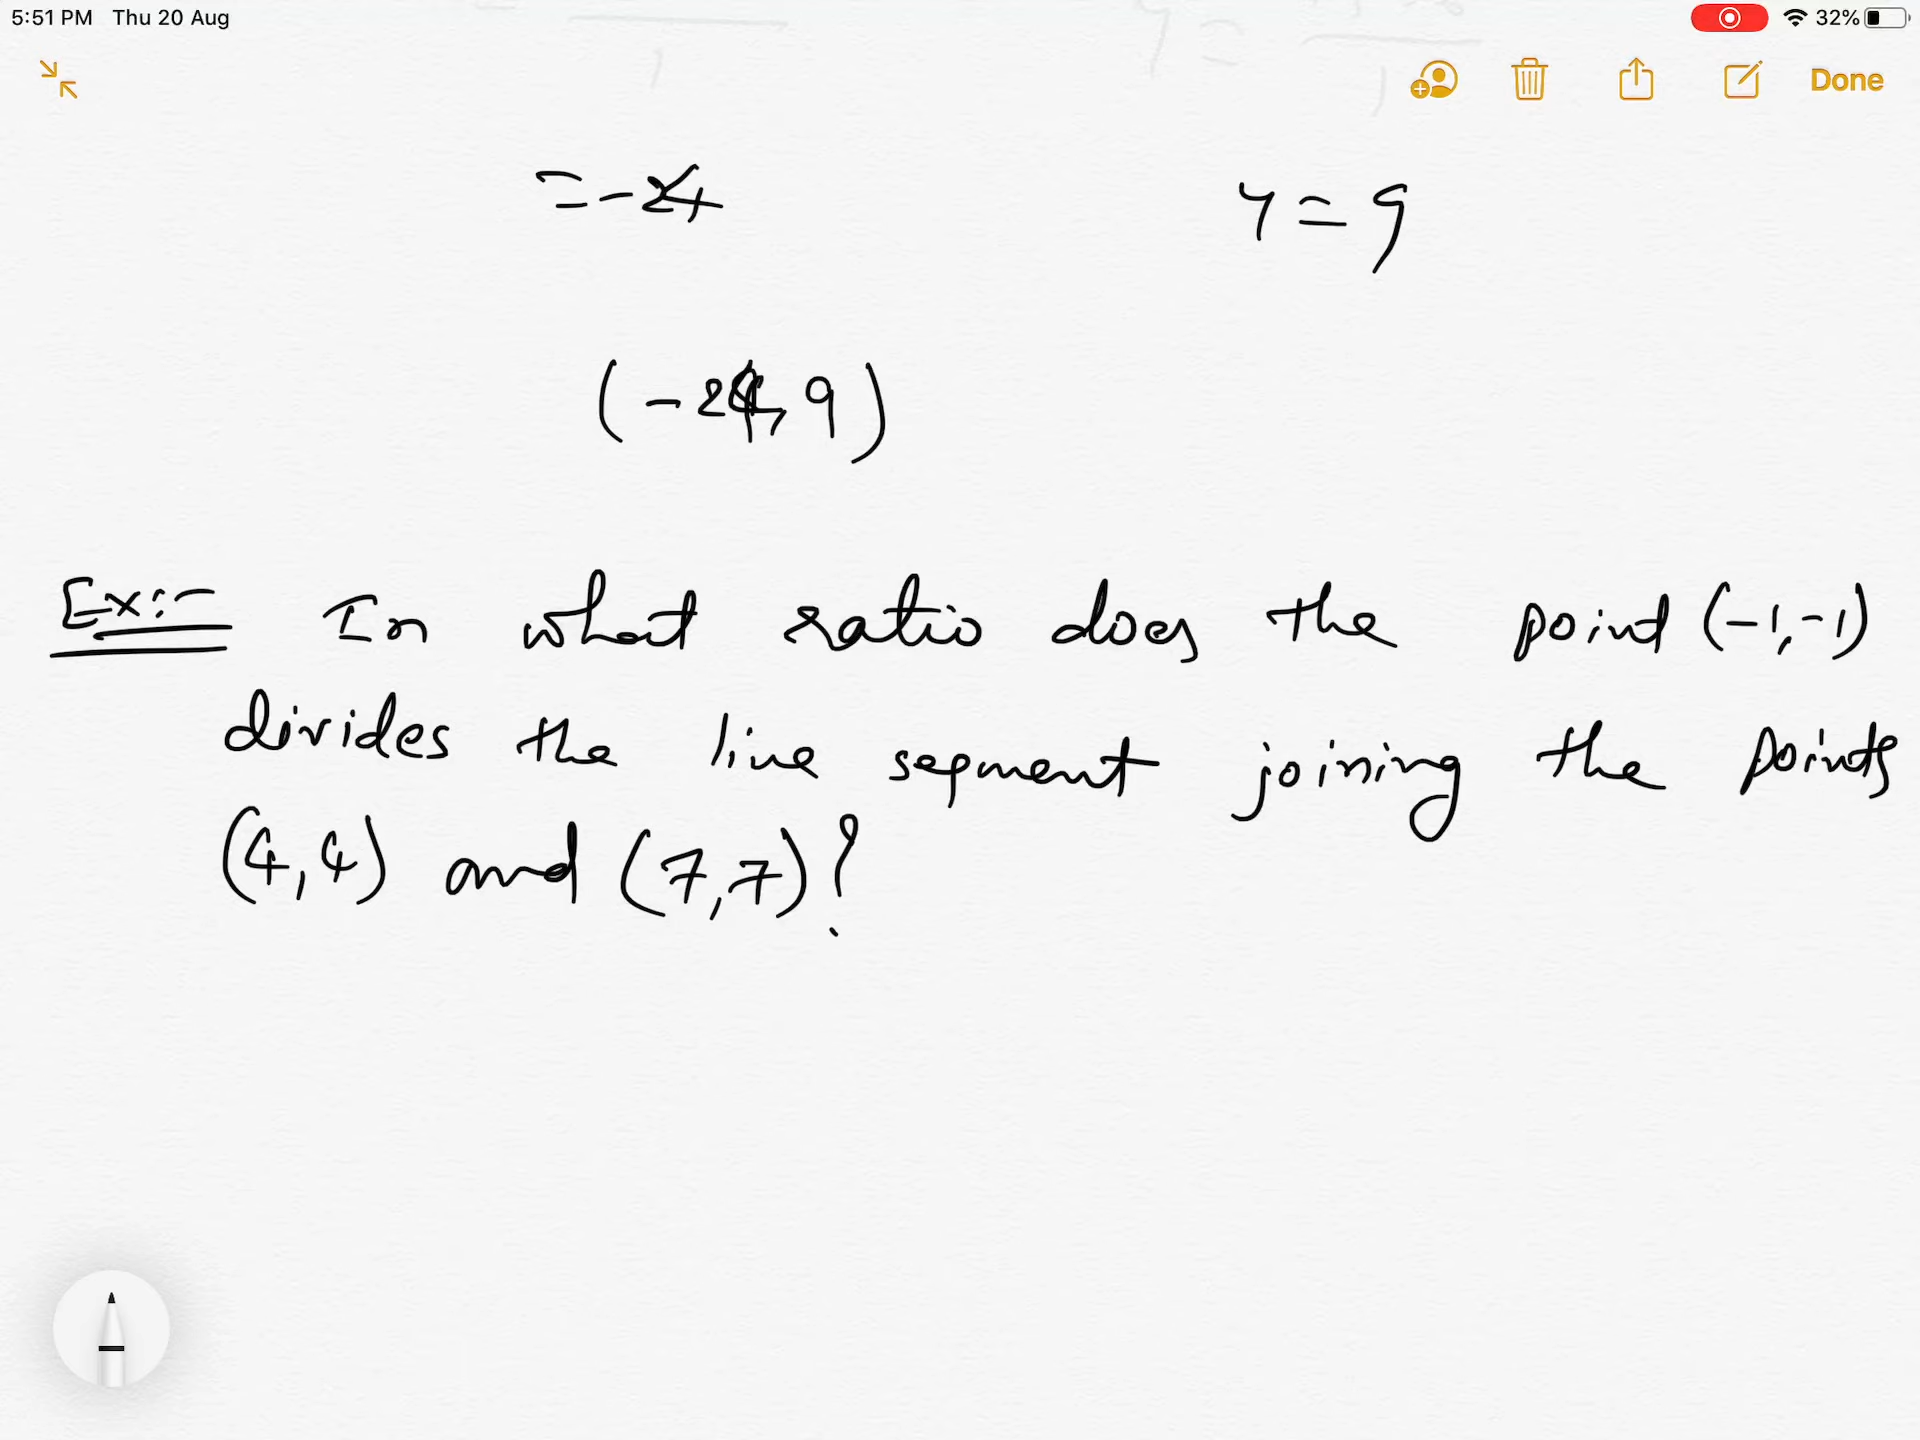 5:51 PM Thu 20 Aug 32%
Done
= -24
y = 9
(-24, 9)
Ex:- In what ratio does the point (-1,-1)
divides the line segment joining the points
(4,4) and (7,7)?